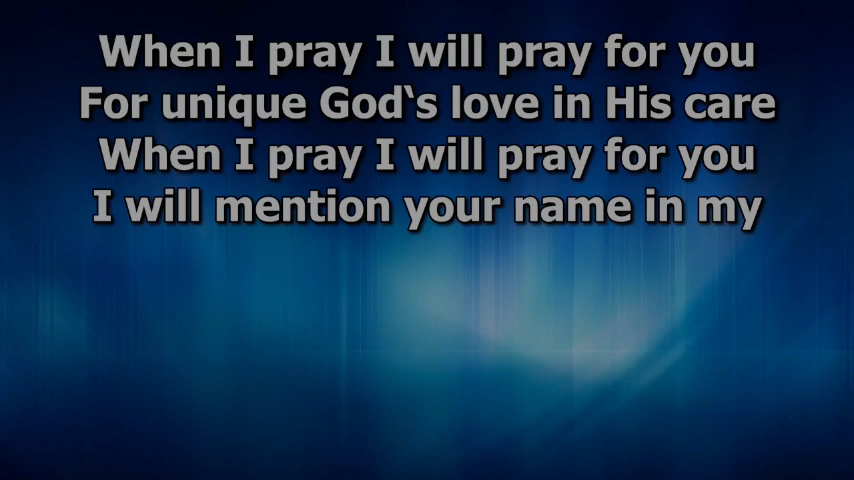 When I pray I will pray for you
For unique God‘s love in His care
When I pray I will pray for you
I will mention your name in my